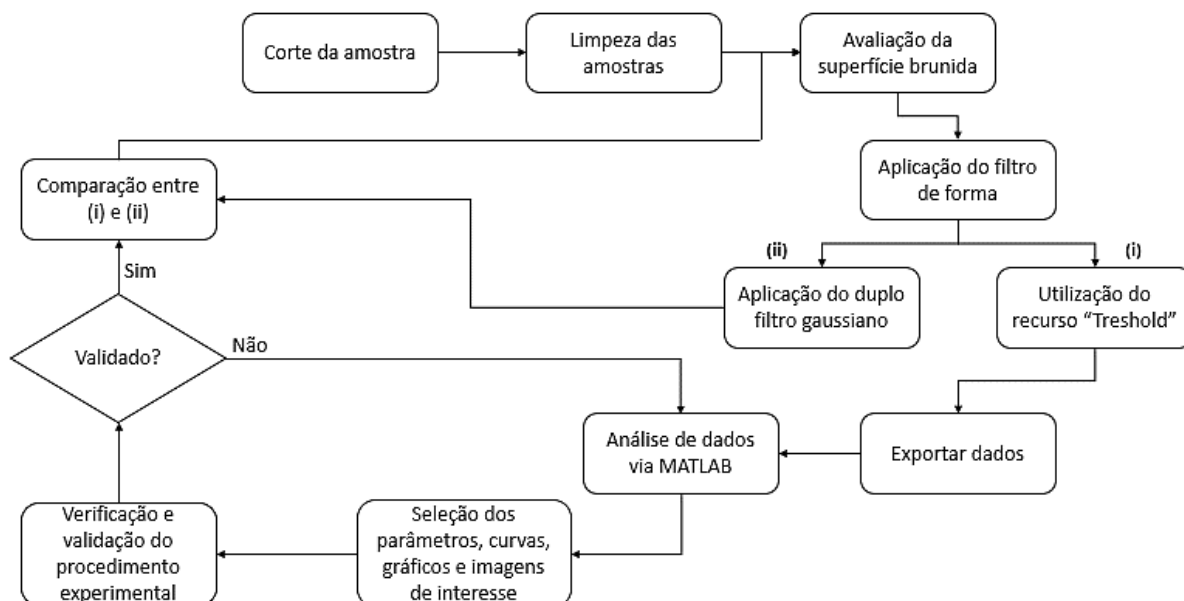 Corte da amostra
Limpeza das
amostras
Avaliação da
superfície brunida
Aplicação do filtro
de forma
(ii)
(i)
Aplicação do duplo
filtro gaussiano
Utilização do
recurso “Treshold”
Comparação entre
(i) e (ii)
Sim
Validado?
Não
Análise de dados
via MATLAB
Exportar dados
Seleção dos
parâmetros, curvas,
gráficos e imagens
de interesse
Verificação e
validação do
procedimento
experimental